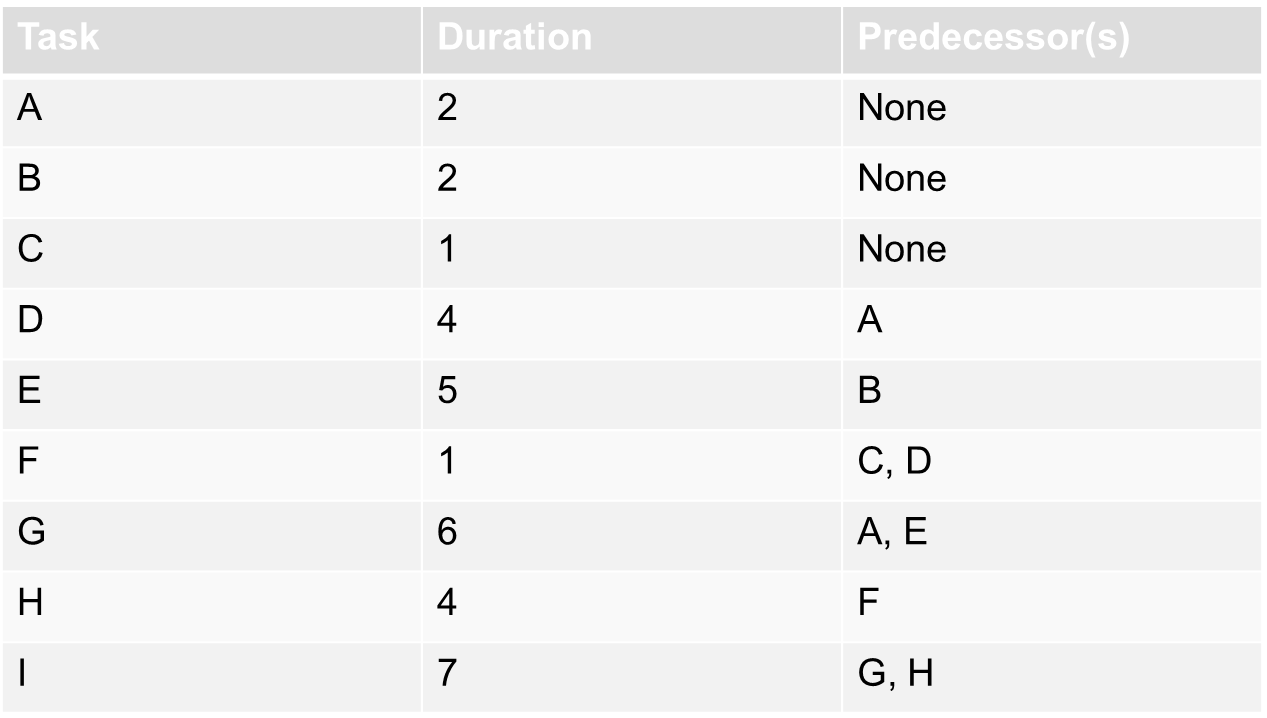 Task Duration Predecessor(s)
A 2 None
B 2 None
C 1 None
D 4 A
E 5 B
F 1 C, D
G 6 A, E
H 4 F
I 7 G, H